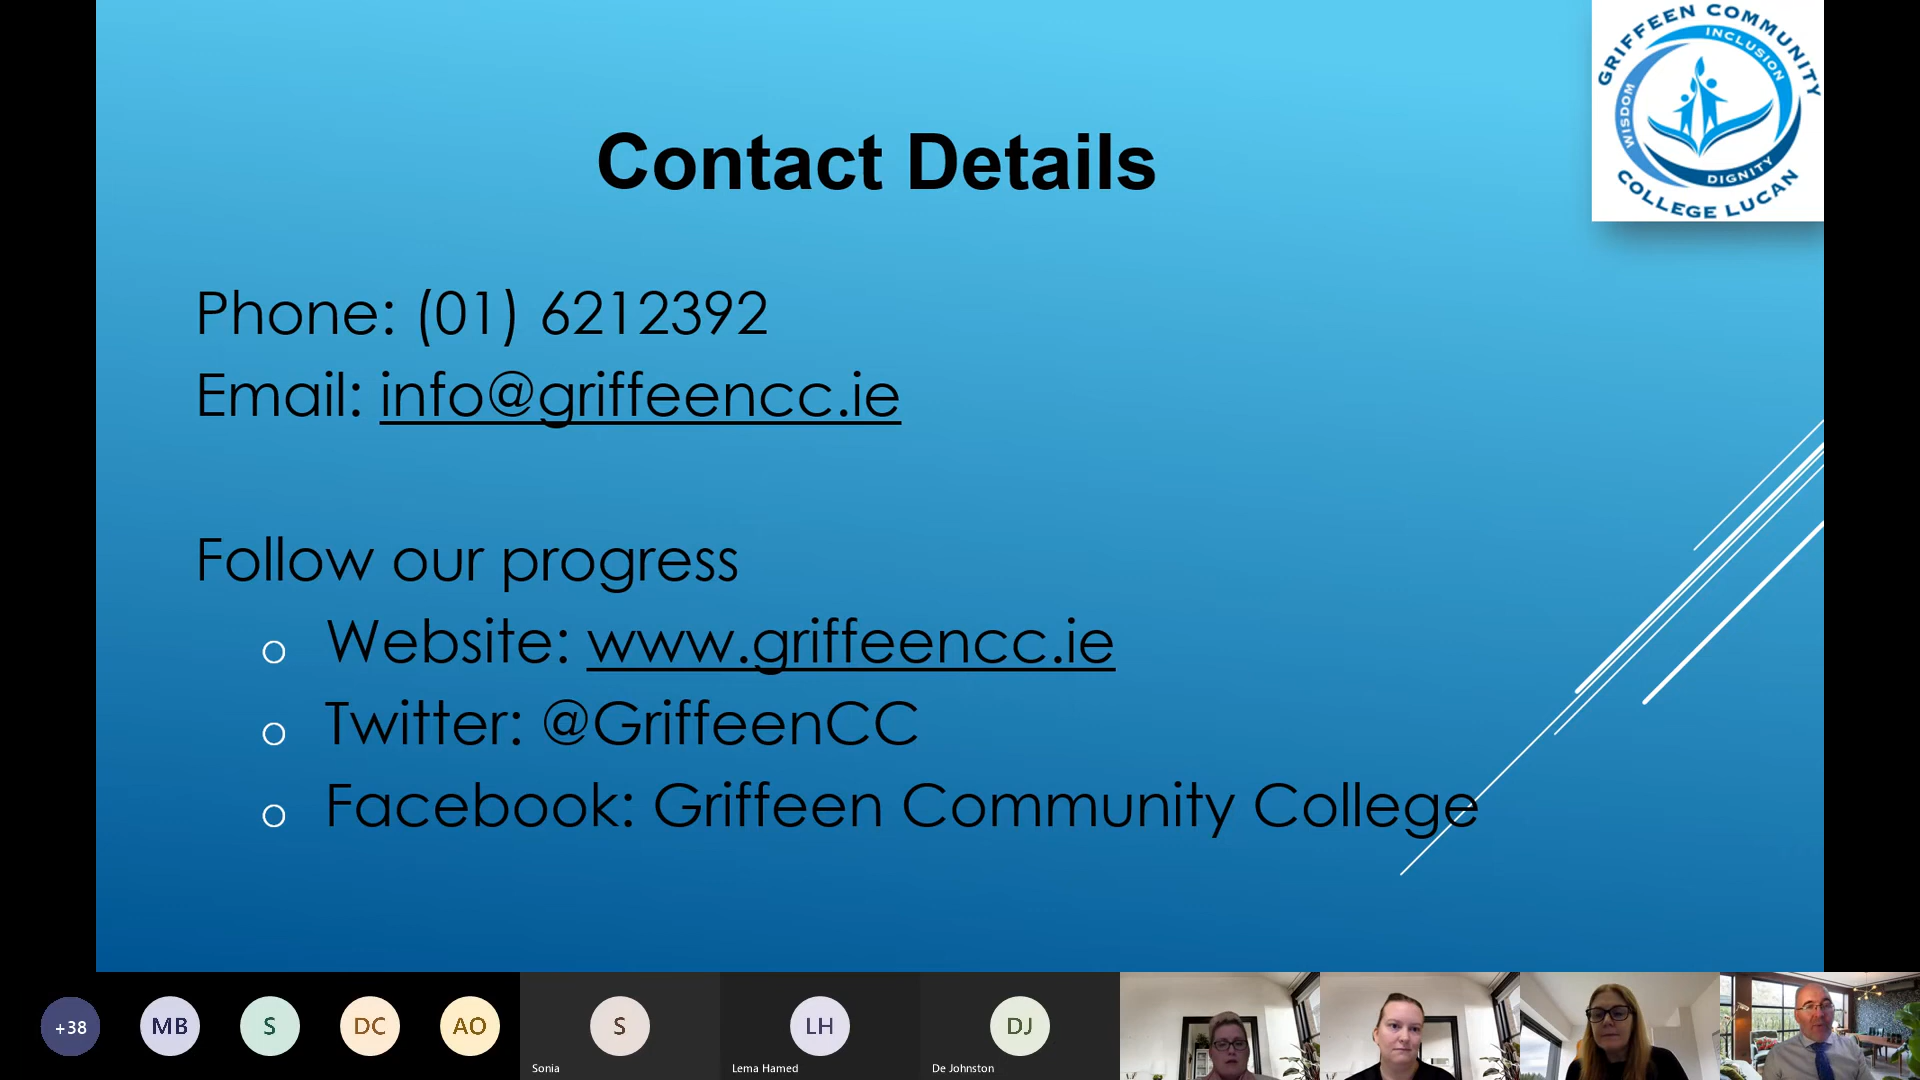 GRIFFEEN COMMUNITY
INCLUSION
WISDOM
DIGNITY
COLLEGE LUCAN
Contact Details
Phone: (01) 6212392
Email: info@griffeencc.ie
Follow our progress
Website: www.griffeencc.ie
Twitter: @GriffeenCC
Facebook: Griffeen Community College
+38
MB
S
DC
AO
S
LH
DJ
Sonia
Lema Hamed
De Johnston